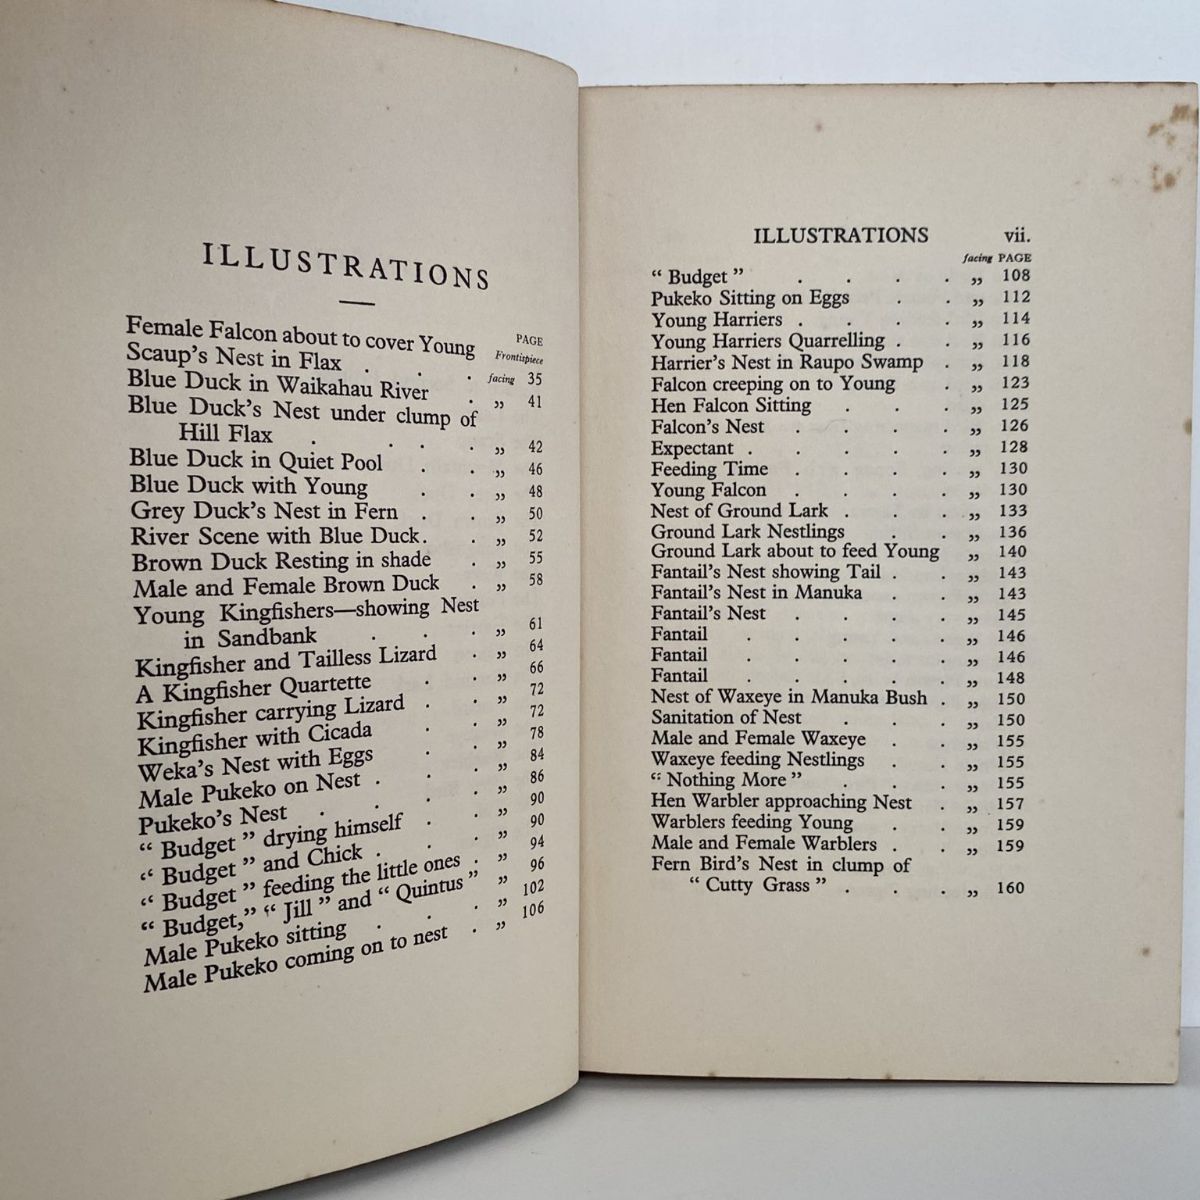 ILLUSTRATIONS
PAGE
Female Falcon about to cover Young Frontispiece
Scaup's Nest in Flax . . . facing 35
Blue Duck in Waikahau River . „ 41
Blue Duck's Nest under clump of
Hill Flax . . . . „ 42
Blue Duck in Quiet Pool . . „ 46
Blue Duck with Young . . „ 48
Grey Duck's Nest in Fern . . „ 50
River Scene with Blue Duck . . „ 52
Brown Duck Resting in shade . „ 55
Male and Female Brown Duck . „ 58
Young Kingfishers—showing Nest
in Sandbank . . . „ 61
Kingfisher and Tailless Lizard . „ 64
A Kingfisher Quartette . . „ 66
Kingfisher carrying Lizard . . „ 72
Kingfisher with Cicada . . „ 72
Weka's Nest with Eggs . . „ 78
Male Pukeko on Nest . . . „ 84
Pukeko's Nest . . . . „ 86
“ Budget ” drying himself . . „ 90
“ Budget ” and Chick . . . „ 90
“ Budget ” feeding the little ones . „ 94
“ Budget,” “ Jill ” and “ Quintus ” „ 96
Male Pukeko sitting . . . „ 102
Male Pukeko coming on to nest . „ 106
ILLUSTRATIONS vii.
facing PAGE
“ Budget ” . . . . „ 108
Pukeko Sitting on Eggs . . „ 112
Young Harriers . . . . „ 114
Young Harriers Quarrelling . . „ 116
Harrier's Nest in Raupo Swamp . „ 118
Falcon creeping on to Young . „ 123
Hen Falcon Sitting . . . „ 125
Falcon's Nest . . . . „ 126
Expectant . . . . . „ 128
Feeding Time . . . . „ 130
Young Falcon . . . . „ 130
Nest of Ground Lark . . . „ 133
Ground Lark Nestlings . . „ 136
Ground Lark about to feed Young „ 140
Fantail's Nest showing Tail . . „ 143
Fantail's Nest in Manuka . . „ 143
Fantail's Nest . . . . „ 145
Fantail . . . . . „ 146
Fantail . . . . . „ 146
Fantail . . . . . „ 148
Nest of Waxeye in Manuka Bush . „ 150
Sanitation of Nest . . . „ 150
Male and Female Waxeye . . „ 155
Waxeye feeding Nestlings . . „ 155
“ Nothing More ” . . . „ 155
Hen Warbler approaching Nest . „ 157
Warblers feeding Young . . „ 159
Male and Female Warblers . . „ 159
Fern Bird's Nest in clump of
“ Cutty Grass ” . . . „ 160